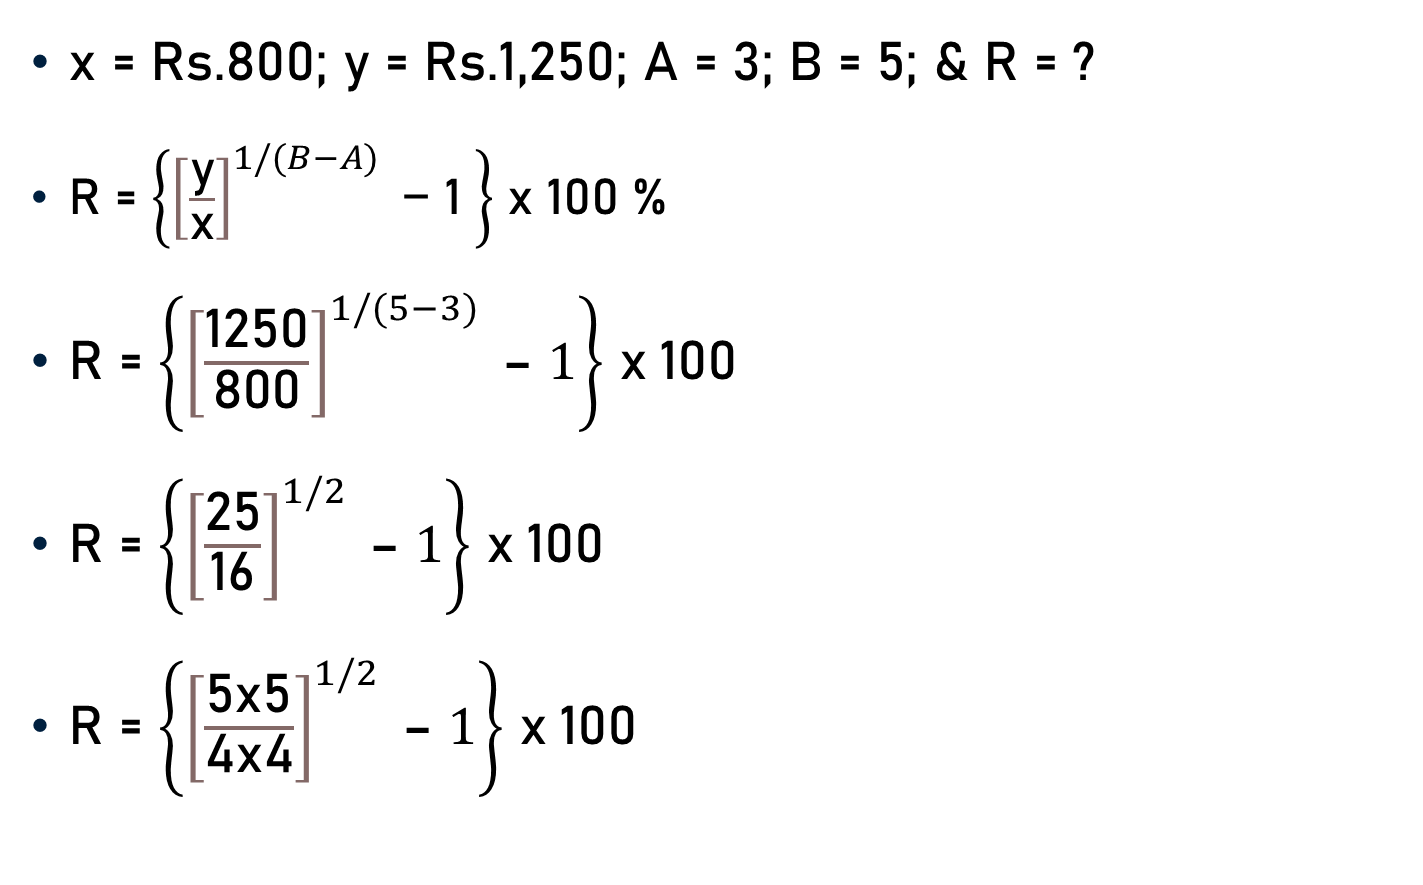 • x = Rs.800; y = Rs.1,250; A = 3; B = 5; & R = ?
• R = {[y/x]^1/(B−A) − 1} x 100 %
• R = {[1250/800]^1/(5−3) − 1} x 100
• R = {[25/16]^1/2 − 1} x 100
• R = {[5x5/4x4]^1/2 − 1} x 100